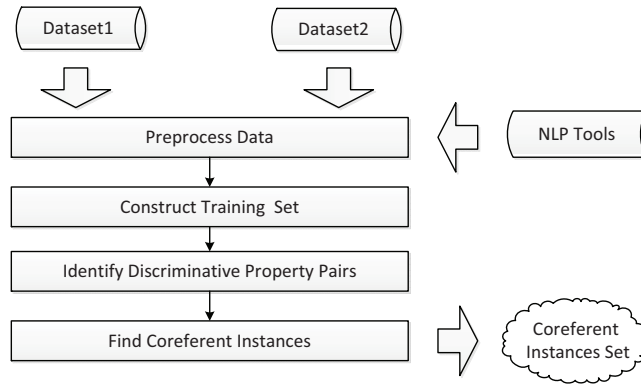 Dataset1
Dataset2
Preprocess Data
NLP Tools
Construct Training Set
Identify Discriminative Property Pairs
Find Coreferent Instances
Coreferent
Instances Set